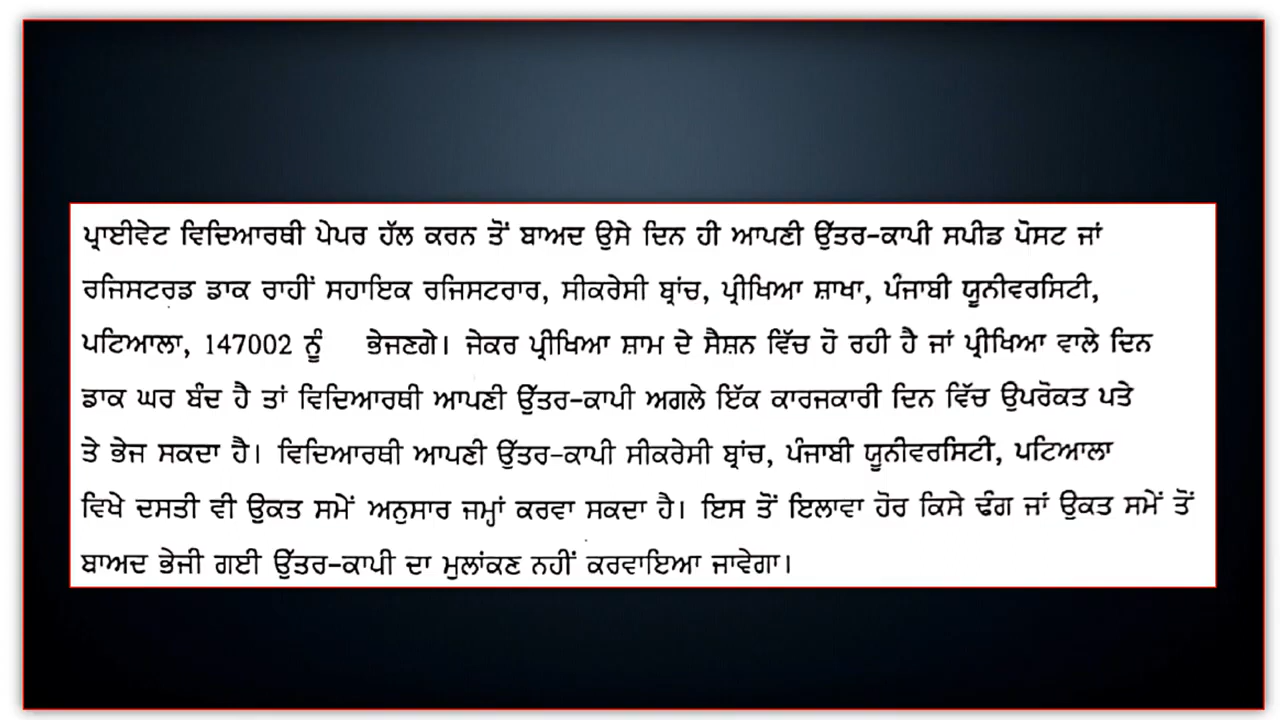 ਪ੍ਰਾਈਵੇਟ ਵਿਦਿਆਰਥੀ ਪੇਪਰ ਹੱਲ ਕਰਨ ਤੋਂ ਬਾਅਦ ਉਸੇ ਦਿਨ ਹੀ ਆਪਣੀ ਉੱਤਰ-ਕਾਪੀ ਸਪੀਡ ਪੋਸਟ ਜਾਂ
ਰਜਿਸਟਰਡ ਡਾਕ ਰਾਹੀਂ ਸਹਾਇਕ ਰਜਿਸਟਰਾਰ, ਸੀਕਰੇਸੀ ਬ੍ਰਾਂਚ, ਪ੍ਰੀਖਿਆ ਸ਼ਾਖਾ, ਪੰਜਾਬੀ ਯੂਨੀਵਰਸਿਟੀ,
ਪਟਿਆਲਾ, 147002 ਨੂੰ ਭੇਜਣਗੇ। ਜੇਕਰ ਪ੍ਰੀਖਿਆ ਸ਼ਾਮ ਦੇ ਸੈਸ਼ਨ ਵਿੱਚ ਹੋ ਰਹੀ ਹੈ ਜਾਂ ਪ੍ਰੀਖਿਆ ਵਾਲੇ ਦਿਨ
ਡਾਕ ਘਰ ਬੰਦ ਹੈ ਤਾਂ ਵਿਦਿਆਰਥੀ ਆਪਣੀ ਉੱਤਰ-ਕਾਪੀ ਅਗਲੇ ਇੱਕ ਕਾਰਜਕਾਰੀ ਦਿਨ ਵਿੱਚ ਉਪਰੋਕਤ ਪਤੇ
ਤੇ ਭੇਜ ਸਕਦਾ ਹੈ। ਵਿਦਿਆਰਥੀ ਆਪਣੀ ਉੱਤਰ-ਕਾਪੀ ਸੀਕਰੇਸੀ ਬ੍ਰਾਂਚ, ਪੰਜਾਬੀ ਯੂਨੀਵਰਸਿਟੀ, ਪਟਿਆਲਾ
ਵਿਖੇ ਦਸਤੀ ਵੀ ਉਕਤ ਸਮੇਂ ਅਨੁਸਾਰ ਜਮ੍ਹਾਂ ਕਰਵਾ ਸਕਦਾ ਹੈ। ਇਸ ਤੋਂ ਇਲਾਵਾ ਹੋਰ ਕਿਸੇ ਢੰਗ ਜਾਂ ਉਕਤ ਸਮੇਂ ਤੋਂ
ਬਾਅਦ ਭੇਜੀ ਗਈ ਉੱਤਰ-ਕਾਪੀ ਦਾ ਮੁਲਾਂਕਣ ਨਹੀਂ ਕਰਵਾਇਆ ਜਾਵੇਗਾ।